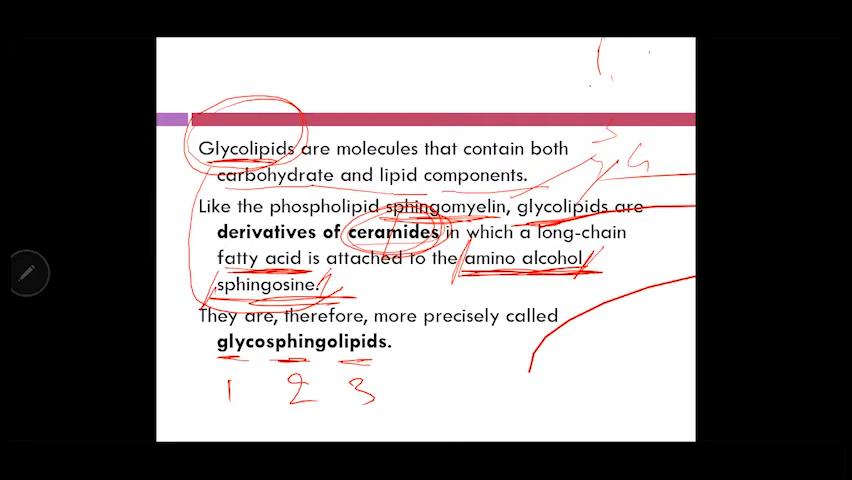 Glycolipids are molecules that contain both
carbohydrate and lipid components.
Like the phospholipid sphingomyelin, glycolipids are
derivatives of ceramides in which a long-chain
fatty acid is attached to the amino alcohol
sphingosine.
They are, therefore, more precisely called
glycosphingolipids.
1 2 3